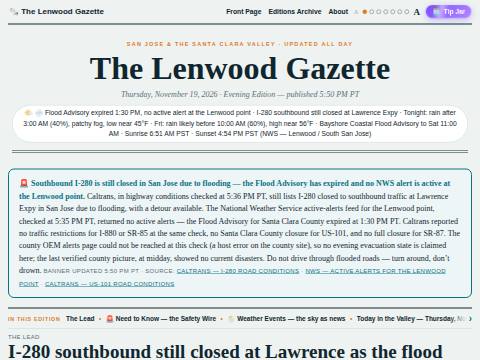 🗞️ The Lenwood Gazette
Front Page Editions Archive About A A Tip Jar
SAN JOSE & THE SANTA CLARA VALLEY · UPDATED ALL DAY
The Lenwood Gazette
Thursday, November 19, 2026 · Evening Edition — published 5:50 PM PT
Flood Advisory expired 1:30 PM, no active alert at the Lenwood point · I-280 southbound still closed at Lawrence Expy · Tonight: rain after
3:00 AM (40%), patchy fog, low near 45°F · Fri: rain likely before 10:00 AM (60%), high near 56°F · Bayshore Coastal Flood Advisory to Sat 11:00
AM · Sunrise 6:51 AM PST · Sunset 4:54 PM PST (NWS — Lenwood / South San Jose)
🚨 Southbound I-280 is still closed in San Jose due to flooding — the Flood Advisory has expired and no NWS alert is active at
the Lenwood point. Caltrans, in highway conditions checked at 5:36 PM PT, still lists I-280 closed to southbound traffic at Lawrence
Expy in San Jose due to flooding, with a detour available. The National Weather Service active-alerts feed for the Lenwood point,
checked at 5:35 PM PT, returned no active alerts — the Flood Advisory for Santa Clara County expired at 1:30 PM PT. Caltrans reported
no traffic restrictions for I-880 or SR-85 at the same check, no Santa Clara County closure for US-101, and no full closure for SR-87. The
county OEM alerts page could not be reached at this check (a host error on the county site), so no evacuation status is claimed
here; the last verified county picture, at midday, showed no current disasters. Do not drive through flooded roads — turn around, don't
drown. BANNER UPDATED 5:50 PM PT · SOURCE: CALTRANS — I-280 ROAD CONDITIONS · NWS — ACTIVE ALERTS FOR THE LENWOOD
POINT · CALTRANS — US-101 ROAD CONDITIONS
IN THIS EDITION The Lead • 🚨 Need to Know — the Safety Wire • Weather Events — the sky as news • Today in the Valley — Thursday, No ›
THE LEAD
I-280 southbound still closed at Lawrence as the flood